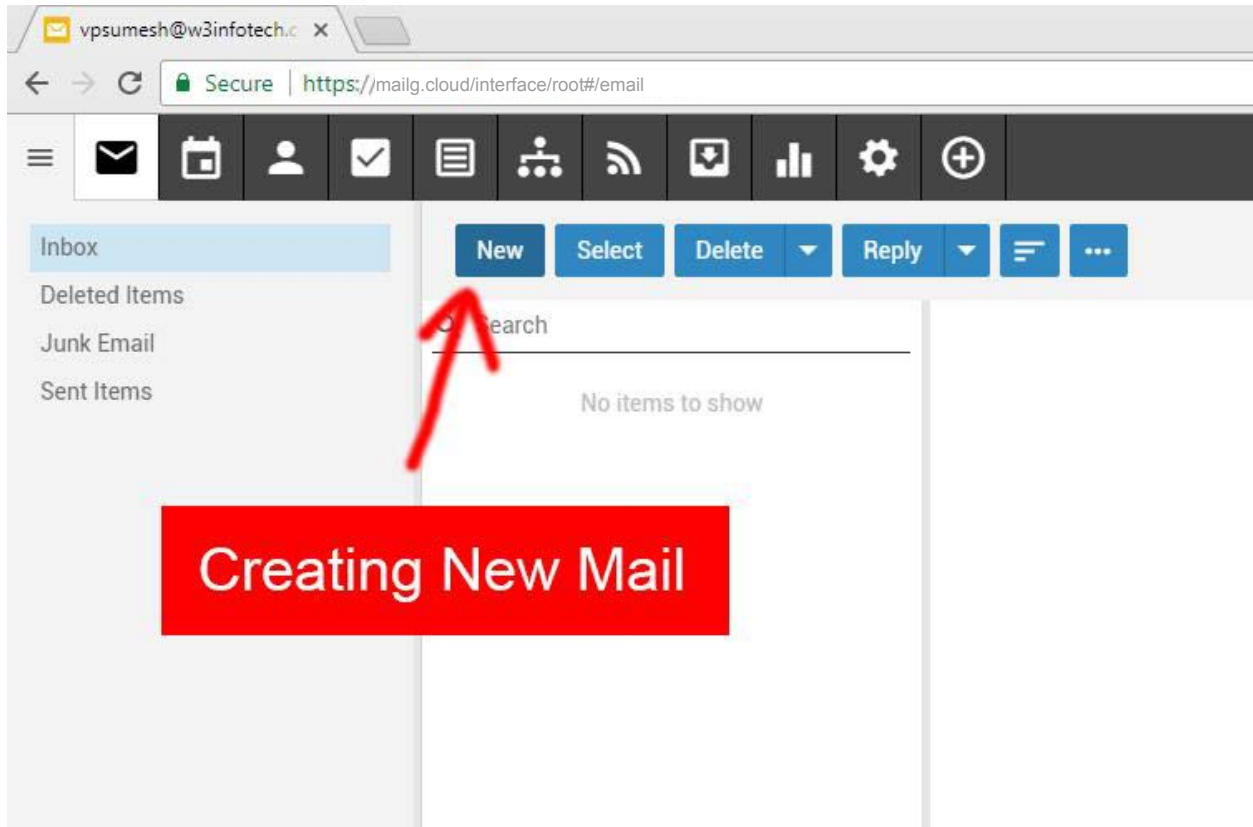 vpsumesh@w3infotech.c
Secure | https://mailg.cloud/interface/root#/email
Inbox
Deleted Items
Junk Email
Sent Items
New Select Delete Reply
Search
No items to show
Creating New Mail